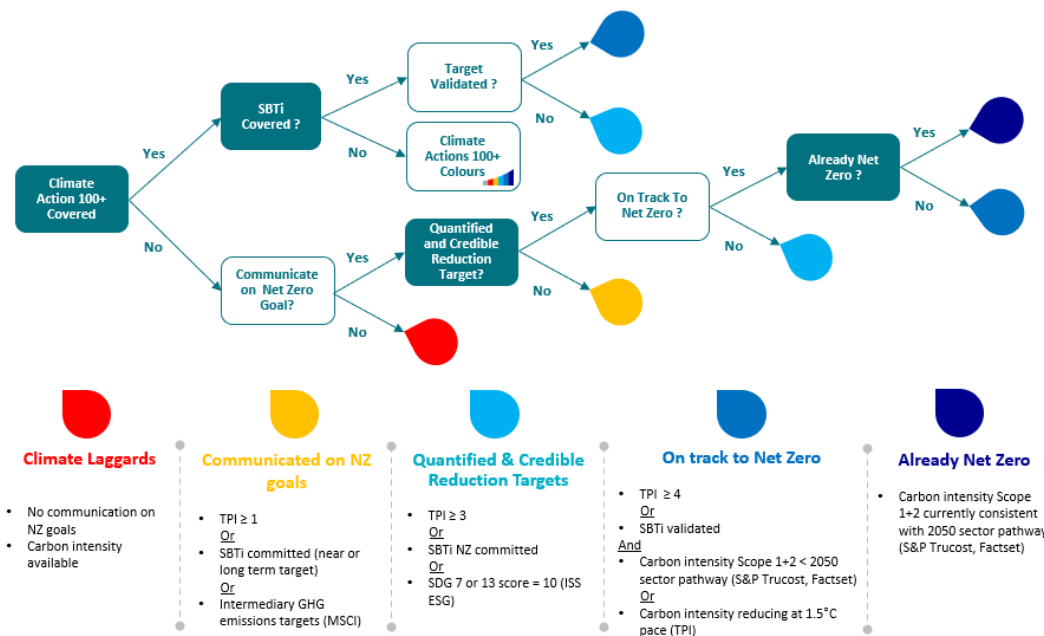 Climate
Action 100+
Covered
Yes
No
SBTi
Covered ?
Yes
No
Target
Validated ?
Yes
No
Climate
Actions 100+
Colours
Communicate
on Net Zero
Goal?
Yes
No
Quantified
and Credible
Reduction
Target?
Yes
No
On Track To
Net Zero ?
Yes
No
Already Net
Zero ?
Yes
No
Climate Laggards
• No communication on
NZ goals
• Carbon intensity
available
Communicated on NZ
goals
• TPI ≥ 1
Or
• SBTi committed (near or
long term target)
Or
• Intermediary GHG
emissions targets (MSCI)
Quantified & Credible
Reduction Targets
• TPI ≥ 3
Or
• SBTi NZ committed
Or
• SDG 7 or 13 score = 10 (ISS
ESG)
On track to Net Zero
• TPI ≥ 4
Or
• SBTi validated
And
• Carbon intensity Scope 1+2 < 2050
sector pathway (S&P Trucost, Factset)
Or
• Carbon intensity reducing at 1.5°C
pace (TPI)
Already Net Zero
• Carbon intensity Scope
1+2 currently consistent
with 2050 sector pathway
(S&P Trucost, Factset)